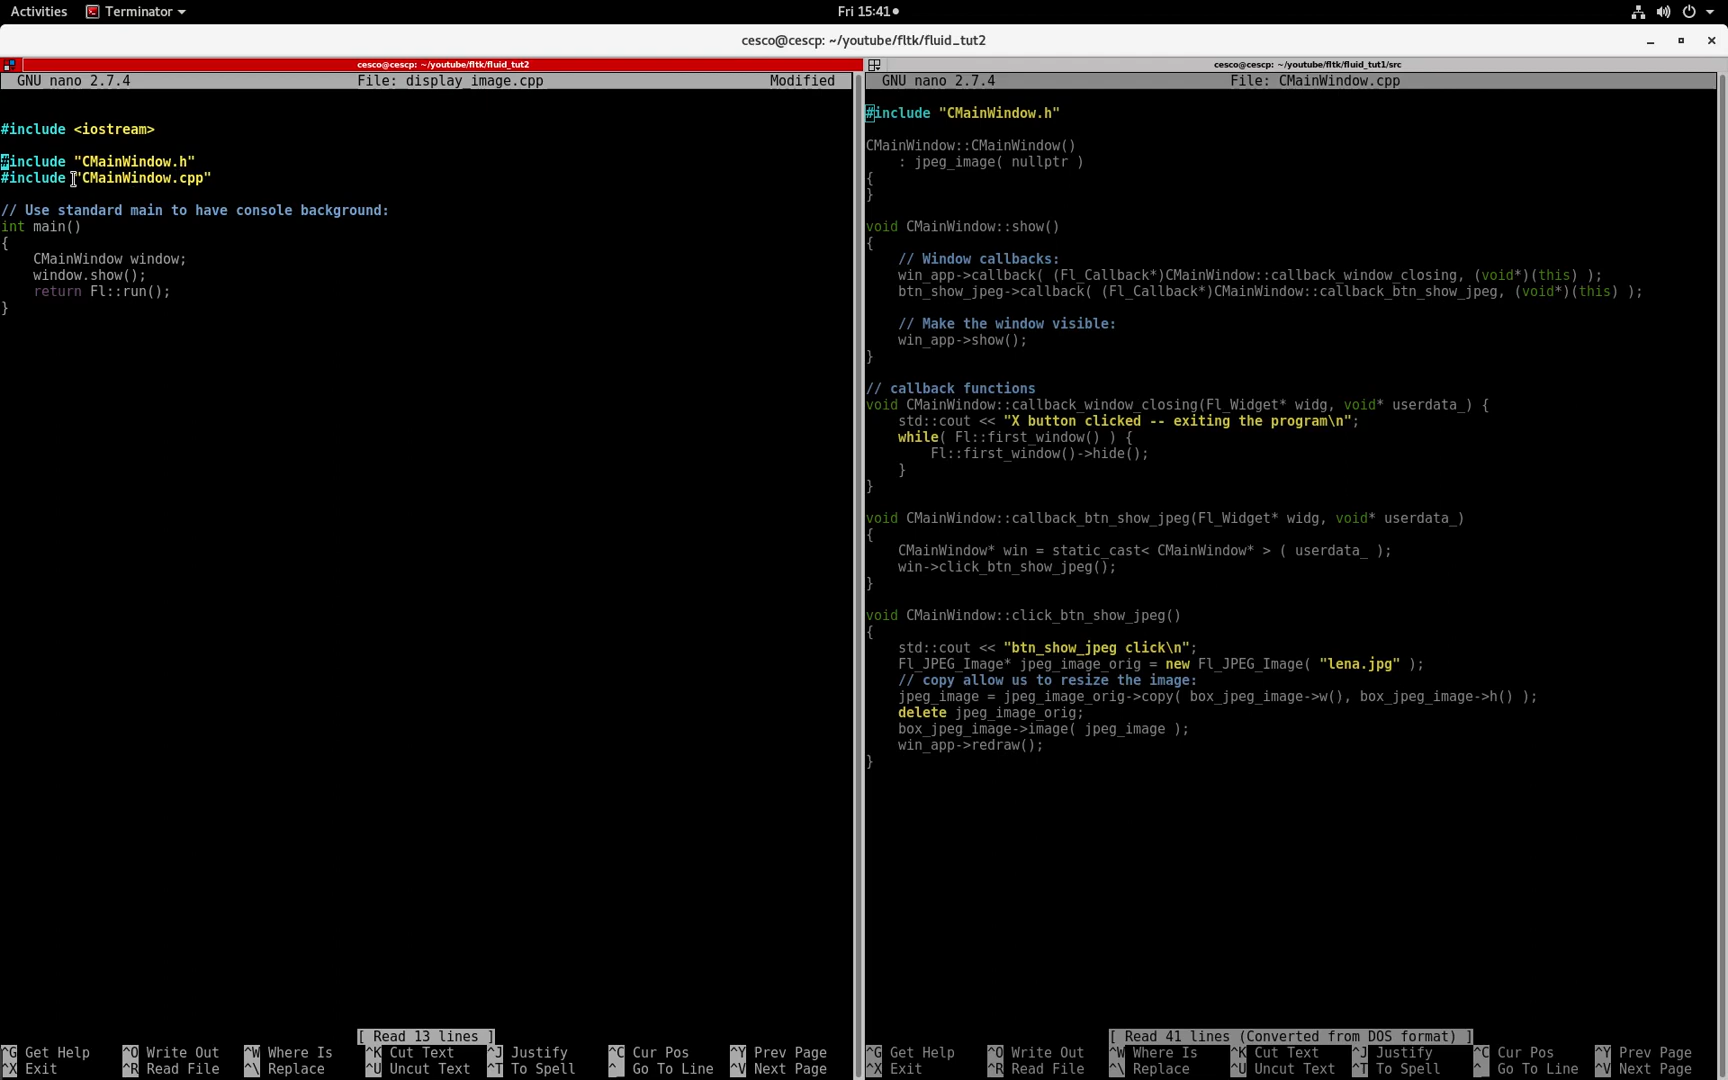 Activities Terminator Fri 15:41
cesco@cescp: ~/youtube/fltk/fluid_tut2
cesco@cescp: ~/youtube/fltk/fluid_tut2
GNU nano 2.7.4 File: display_image.cpp Modified
#include <iostream>
#include "CMainWindow.h"
#include "CMainWindow.cpp"
// Use standard main to have console background:
int main()
{
CMainWindow window;
window.show();
return Fl::run();
}
[ Read 13 lines ]
^G Get Help ^O Write Out ^W Where Is ^K Cut Text ^J Justify ^C Cur Pos ^Y Prev Page
^X Exit ^R Read File ^\ Replace ^U Uncut Text ^T To Spell ^_ Go To Line ^V Next Page
cesco@cescp: ~/youtube/fltk/fluid_tut1/src
GNU nano 2.7.4 File: CMainWindow.cpp
#include "CMainWindow.h"
CMainWindow::CMainWindow()
: jpeg_image( nullptr )
{
}
void CMainWindow::show()
{
// Window callbacks:
win_app->callback( (Fl_Callback*)CMainWindow::callback_window_closing, (void*)(this) );
btn_show_jpeg->callback( (Fl_Callback*)CMainWindow::callback_btn_show_jpeg, (void*)(this) );
// Make the window visible:
win_app->show();
}
// callback functions
void CMainWindow::callback_window_closing(Fl_Widget* widg, void* userdata_) {
std::cout << "X button clicked -- exiting the program\n";
while( Fl::first_window() ) {
Fl::first_window()->hide();
}
}
void CMainWindow::callback_btn_show_jpeg(Fl_Widget* widg, void* userdata_)
{
CMainWindow* win = static_cast< CMainWindow* > ( userdata_ );
win->click_btn_show_jpeg();
}
void CMainWindow::click_btn_show_jpeg()
{
std::cout << "btn_show_jpeg click\n";
Fl_JPEG_Image* jpeg_image_orig = new Fl_JPEG_Image( "lena.jpg" );
// copy allow us to resize the image:
jpeg_image = jpeg_image_orig->copy( box_jpeg_image->w(), box_jpeg_image->h() );
delete jpeg_image_orig;
box_jpeg_image->image( jpeg_image );
win_app->redraw();
}
[ Read 41 lines (Converted from DOS format) ]
^G Get Help ^O Write Out ^W Where Is ^K Cut Text ^J Justify ^C Cur Pos ^Y Prev Page
^X Exit ^R Read File ^\ Replace ^U Uncut Text ^T To Spell ^_ Go To Line ^V Next Page